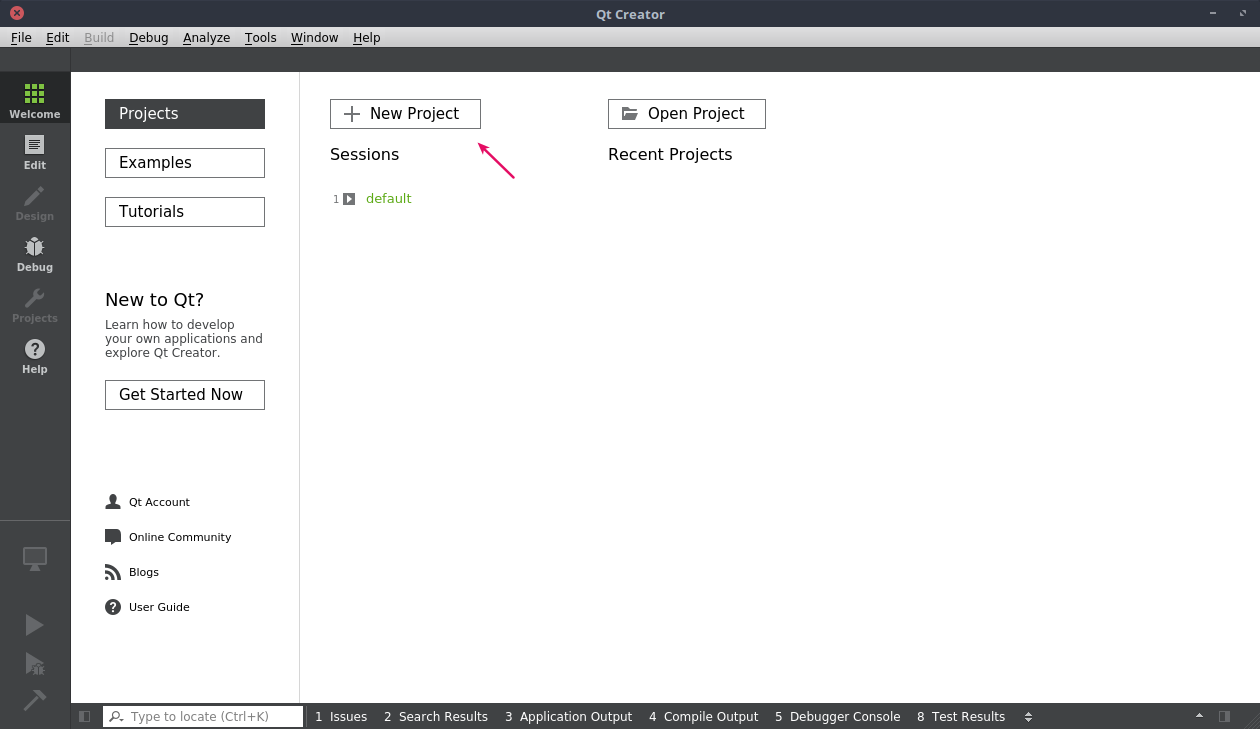 Qt Creator
File Edit Build Debug Analyze Tools Window Help
Welcome
Edit
Design
Debug
Projects
Help
Projects
Examples
Tutorials
New to Qt?
Learn how to develop
your own applications and
explore Qt Creator.
Get Started Now
Qt Account
Online Community
Blogs
User Guide
New Project
Open Project
Sessions
Recent Projects
1 default
Type to locate (Ctrl+K) 1 Issues 2 Search Results 3 Application Output 4 Compile Output 5 Debugger Console 8 Test Results